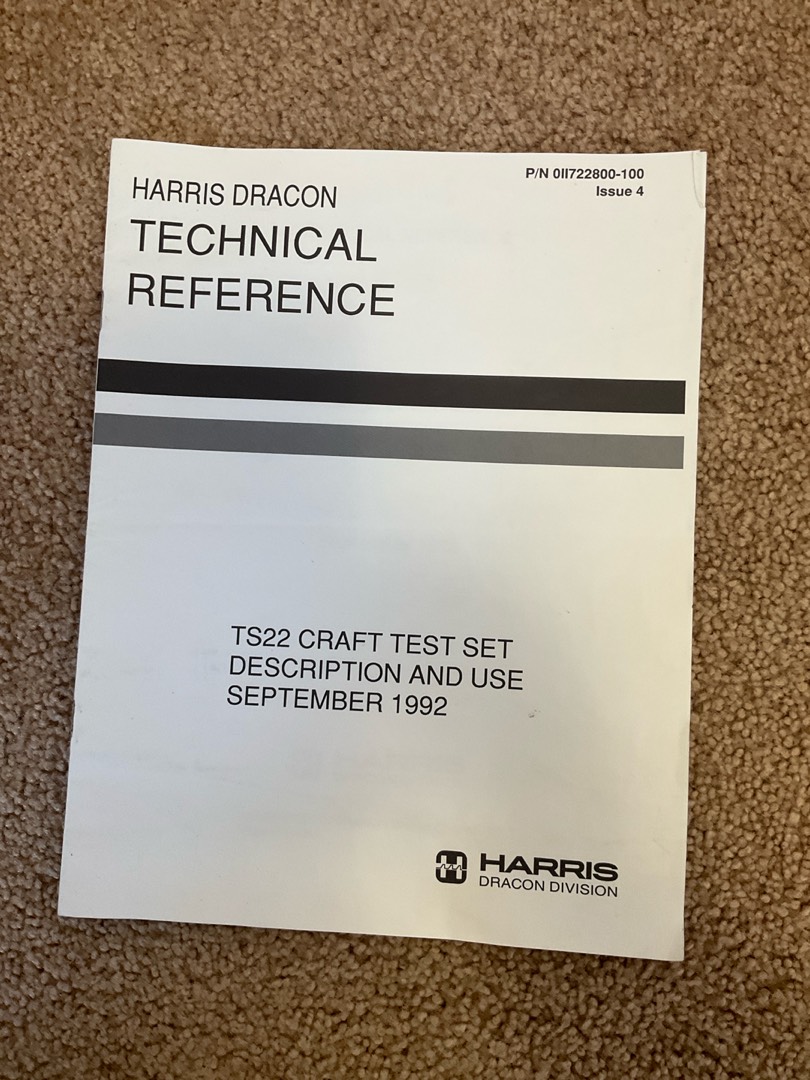 P/N 0II722800-100
Issue 4
HARRIS DRACON
TECHNICAL
REFERENCE
TS22 CRAFT TEST SET
DESCRIPTION AND USE
SEPTEMBER 1992
HARRIS
DRACON DIVISION